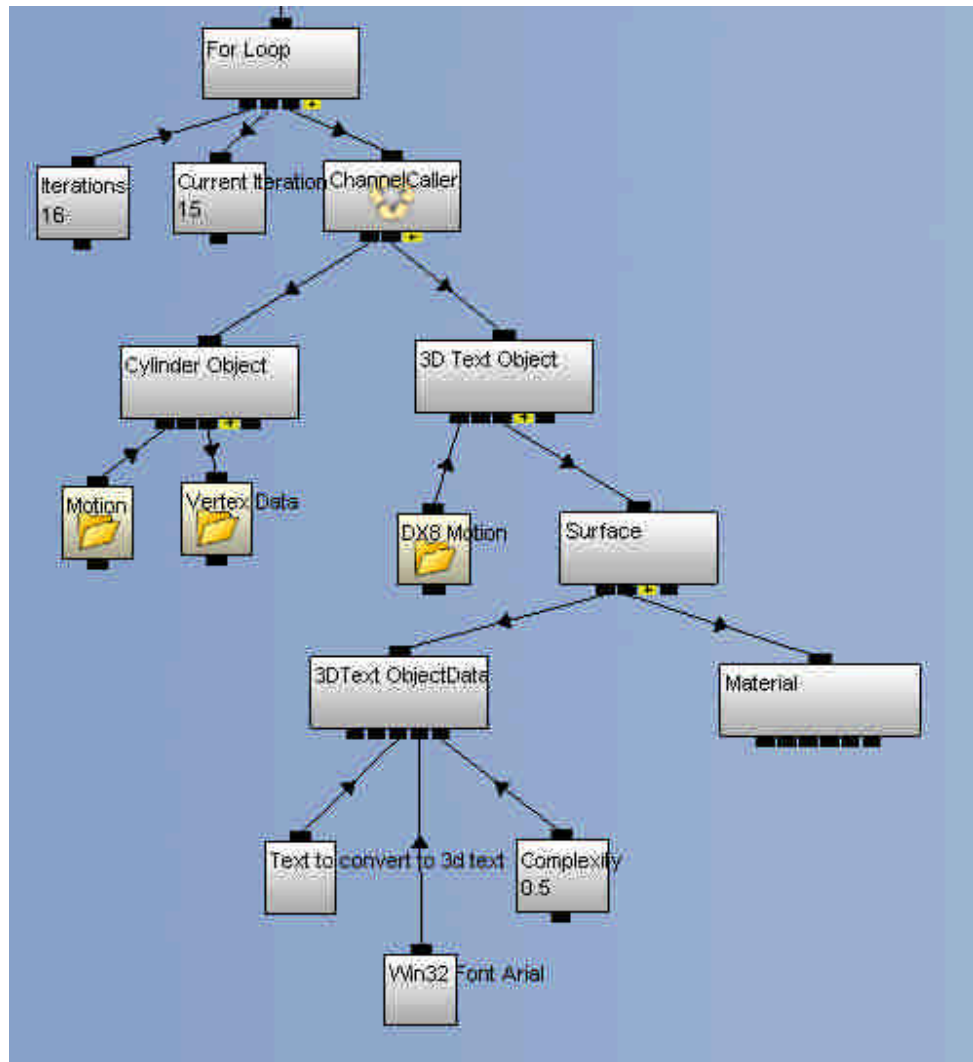 For Loop
Iterations
16
Current Iteration
15
ChannelCaller
Cylinder Object
3D Text Object
Motion
Vertex Data
DX8 Motion
Surface
3DText ObjectData
Material
Text to convert to 3d text
Complexity
0.5
Win32 Font Arial